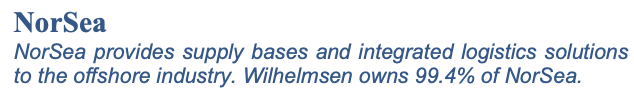 NorSea
NorSea provides supply bases and integrated logistics solutions
to the offshore industry. Wilhelmsen owns 99.4% of NorSea.